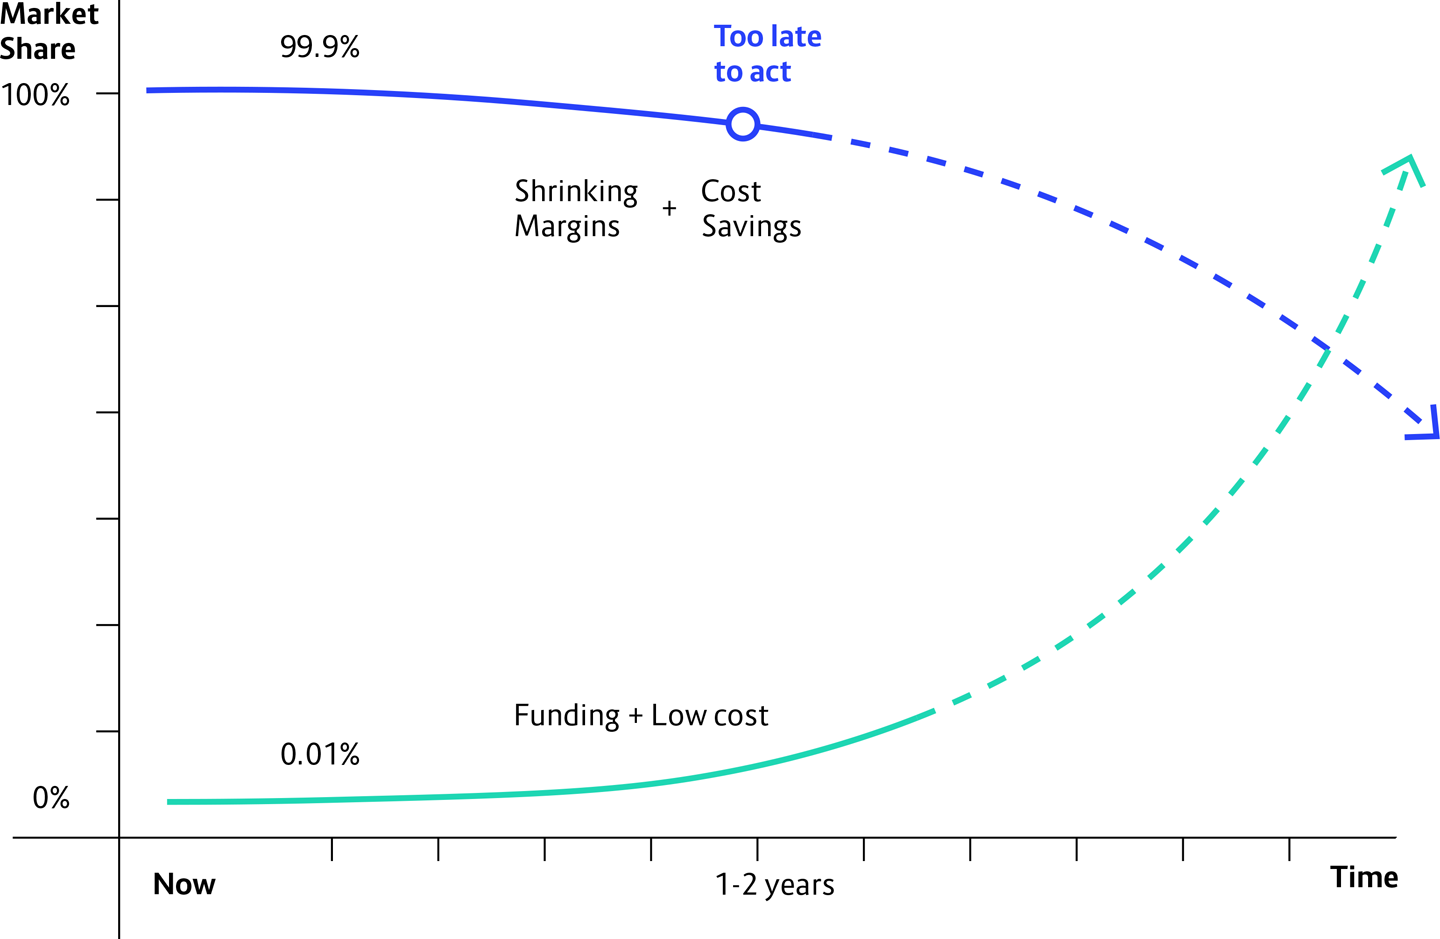 Market
Share
100%
99.9%
Too late
to act
Shrinking
Margins
+
Cost
Savings
Funding + Low cost
0.01%
0%
Now
1-2 years
Time